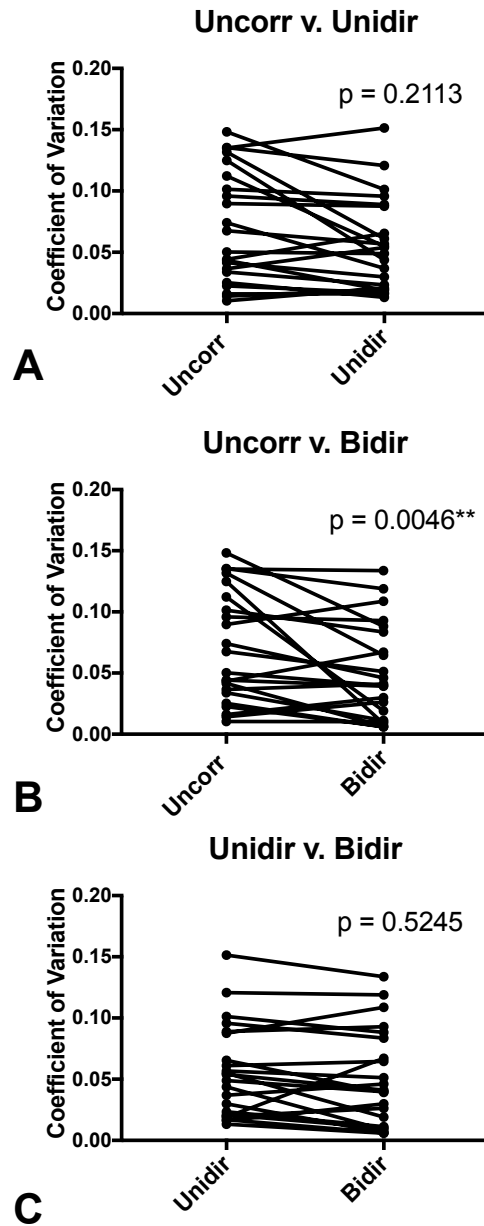 Uncorr v. Unidir
p = 0.2113
Coefficient of Variation
0.20
0.15
0.10
0.05
0.00
Uncorr
Unidir
A
Uncorr v. Bidir
p = 0.0046**
Coefficient of Variation
0.20
0.15
0.10
0.05
0.00
Uncorr
Bidir
B
Unidir v. Bidir
p = 0.5245
Coefficient of Variation
0.20
0.15
0.10
0.05
0.00
Unidir
Bidir
C